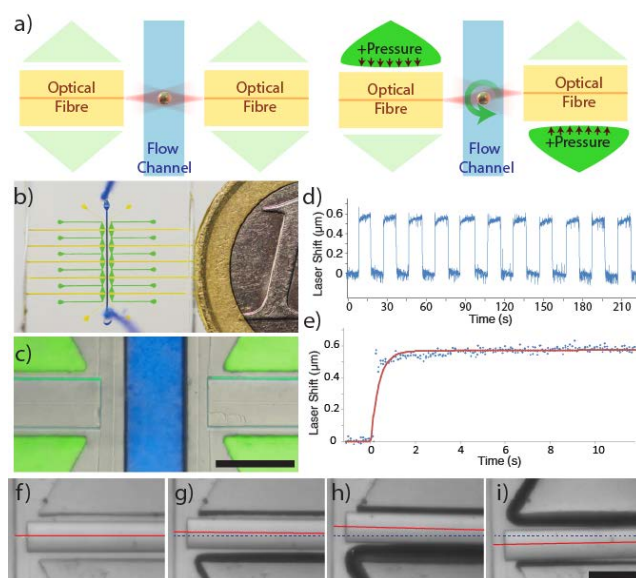 a)
+Pressure
Optical
Fibre
Optical
Fibre
Optical
Fibre
Optical
Fibre
Flow
Channel
Flow
Channel
+Pressure
b)
c)
d)
Laser Shift (μm)
0.6
0.4
0.2
0
0 30 60 90 120 150 180 210
Time (s)
e)
Laser Shift (μm)
0.6
0.4
0.2
0.0
0 2 4 6 8 10
Time (s)
f)
g)
h)
i)